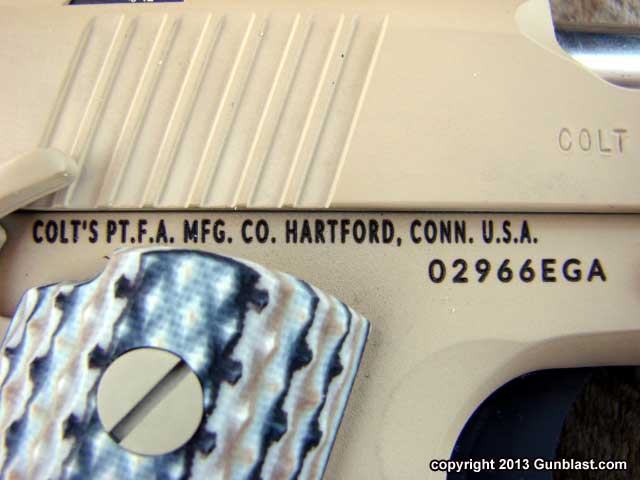 COLT
COLT'S PT.F.A. MFG. CO. HARTFORD, CONN. U.S.A.
02966EGA
copyright 2013 Gunblast.com